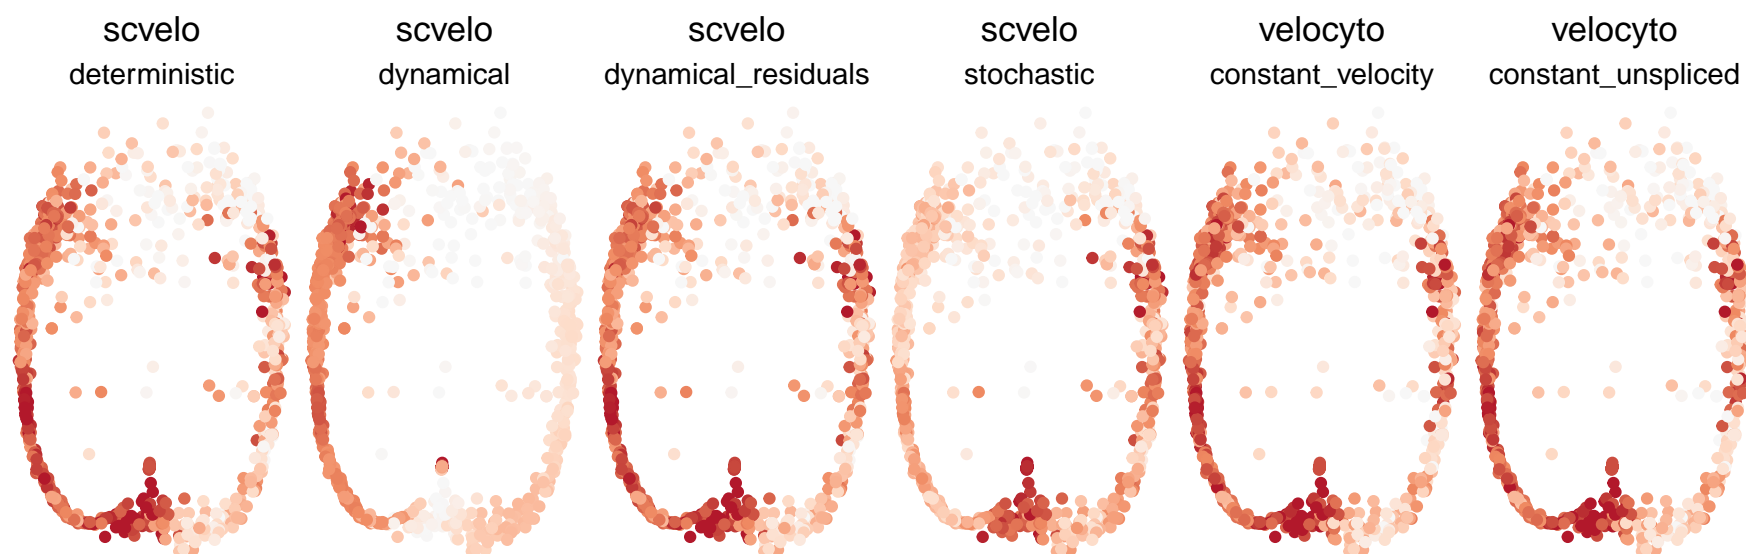 scvelo scvelo scvelo scvelo velocyto velocyto
deterministic dynamical dynamical_residuals stochastic constant_velocity constant_unspliced